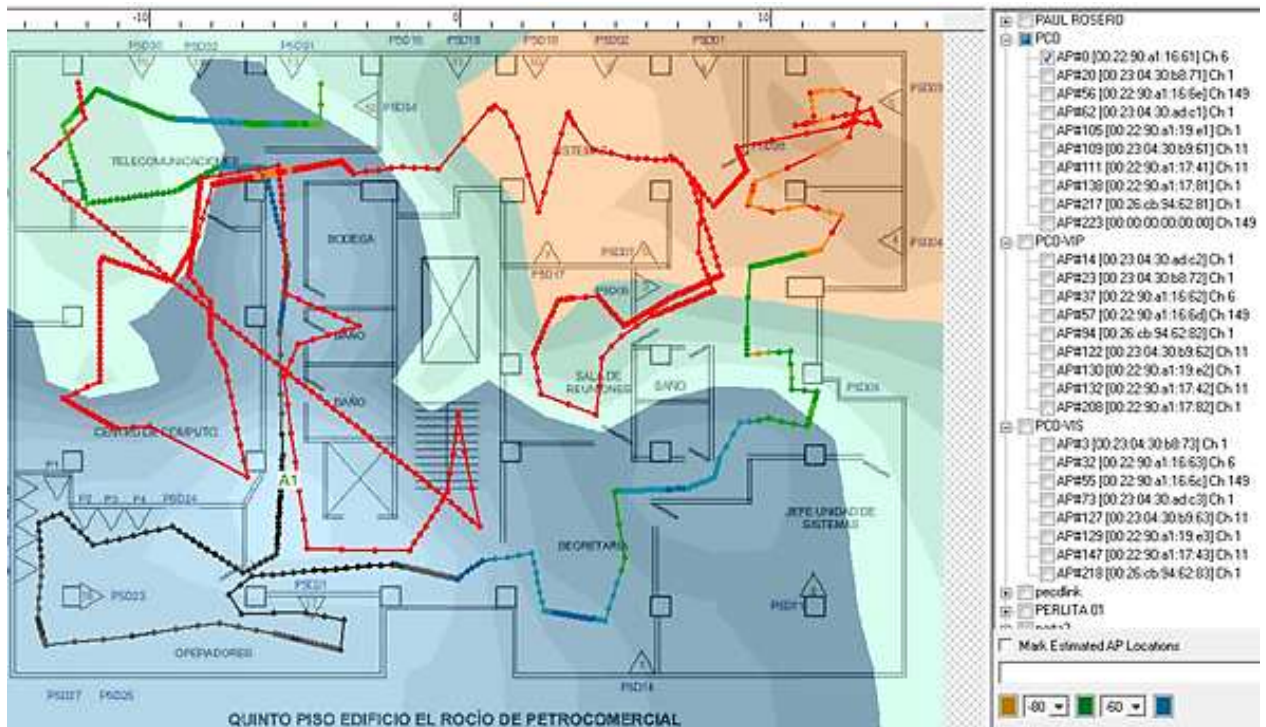 -10 0 10
PSD30 PSD32 PSD31 PSD16 PSD19 PSD18 PSD02 PSD01
PSD34 PSD03
TELECOMUNICACIONES SISTEMAS
BODEGA PSD04
PSD17
PSD06
BAÑO
SALA DE REUNIONES BAÑO
BAÑO
CENTRO DE COMPUTO
A1
P1
P2 P3 P4 PSD24
JEFE UNIDAD DE SISTEMAS
SECRETARIA
PSD21
PSD23 PSD11
OPERADORES
PSD14
PSD27 PSD25
QUINTO PISO EDIFICIO EL ROCÍO DE PETROCOMERCIAL
PAUL ROSERO
PCO
AP#0 [00:22:90:a1:16:61] Ch 6
AP#20 [00:23:04:30:b8:71] Ch 1
AP#56 [00:22:90:a1:16:6e] Ch 149
AP#62 [00:23:04:30:ad:c1] Ch 1
AP#105 [00:22:90:a1:19:e1] Ch 1
AP#109 [00:23:04:30:b9:61] Ch 11
AP#111 [00:22:90:a1:17:41] Ch 11
AP#138 [00:22:90:a1:17:81] Ch 1
AP#217 [00:26:cb:94:62:81] Ch 1
AP#223 [00:00:00:00:00:00] Ch 149
PCO-VIP
AP#14 [00:23:04:30:ad:c2] Ch 1
AP#23 [00:23:04:30:b8:72] Ch 1
AP#37 [00:22:90:a1:16:62] Ch 6
AP#57 [00:22:90:a1:16:6d] Ch 149
AP#94 [00:26:cb:94:62:82] Ch 1
AP#122 [00:23:04:30:b9:62] Ch 11
AP#130 [00:22:90:a1:19:e2] Ch 1
AP#132 [00:22:90:a1:17:42] Ch 11
AP#208 [00:22:90:a1:17:82] Ch 1
PCO-VIS
AP#3 [00:23:04:30:b8:73] Ch 1
AP#32 [00:22:90:a1:16:63] Ch 6
AP#55 [00:22:90:a1:16:6c] Ch 149
AP#73 [00:23:04:30:ad:c3] Ch 1
AP#127 [00:23:04:30:b9:63] Ch 11
AP#129 [00:22:90:a1:19:e3] Ch 1
AP#147 [00:22:90:a1:17:43] Ch 11
AP#218 [00:26:cb:94:62:83] Ch 1
pecdlink
PERLITA 01
Mark Estimated AP Locations
-80 -60